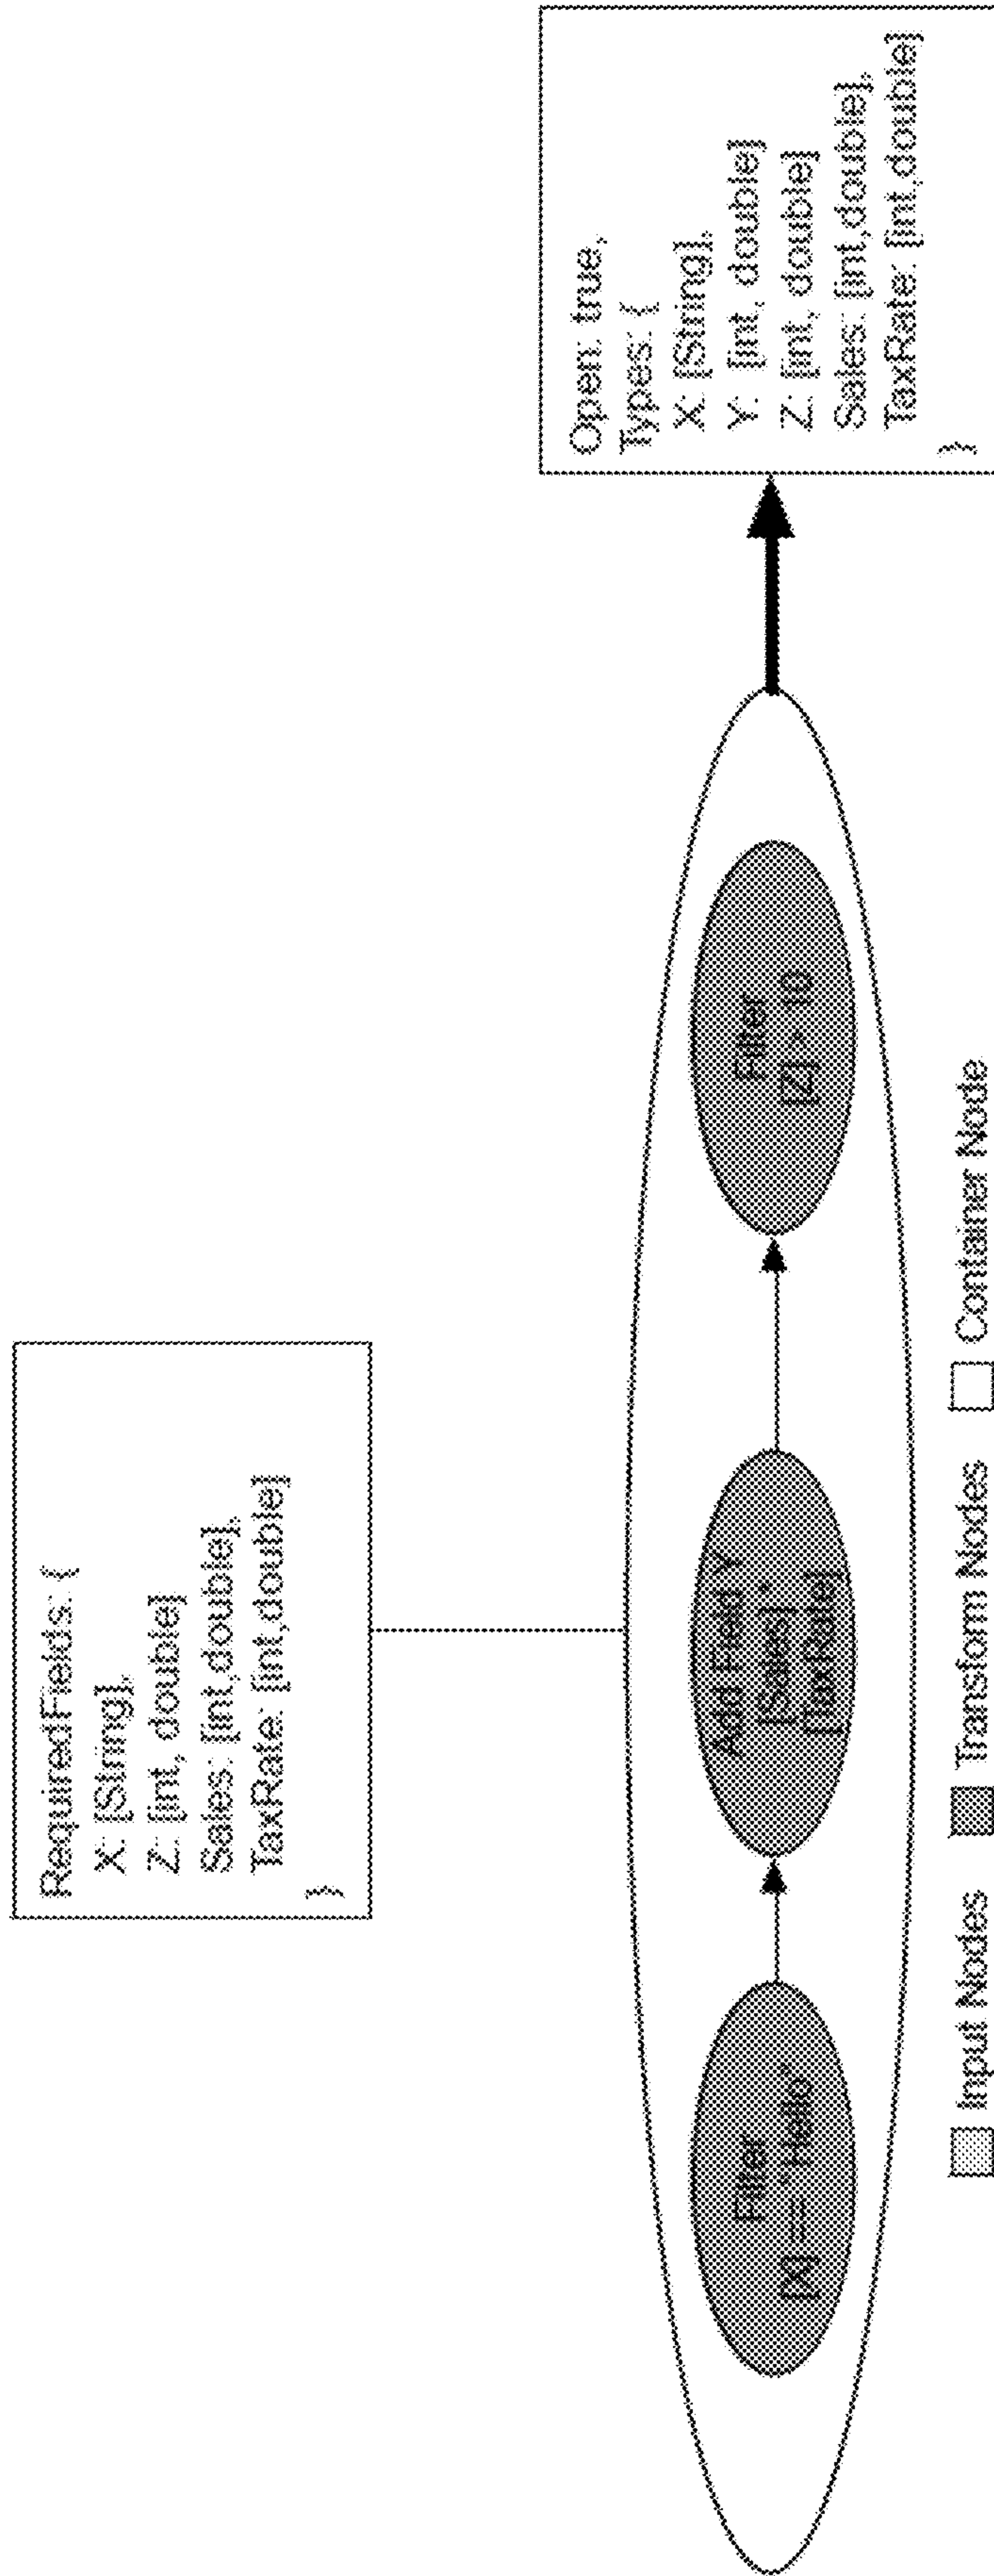 RequiredFields: {
X: [String],
Z: [int, double]
Sales: [int,double],
TaxRate: [int,double]
}
Filter
[X] == "Hello"
Add Field Y
[Sales] *
[TaxRate]
Filter
[Z] > 10
Open: true,
Types: {
X: [String],
Y: [int, double]
Z: [int, double]
Sales: [int,double],
TaxRate: [int,double]
}
Input Nodes
Transform Nodes
Container Node